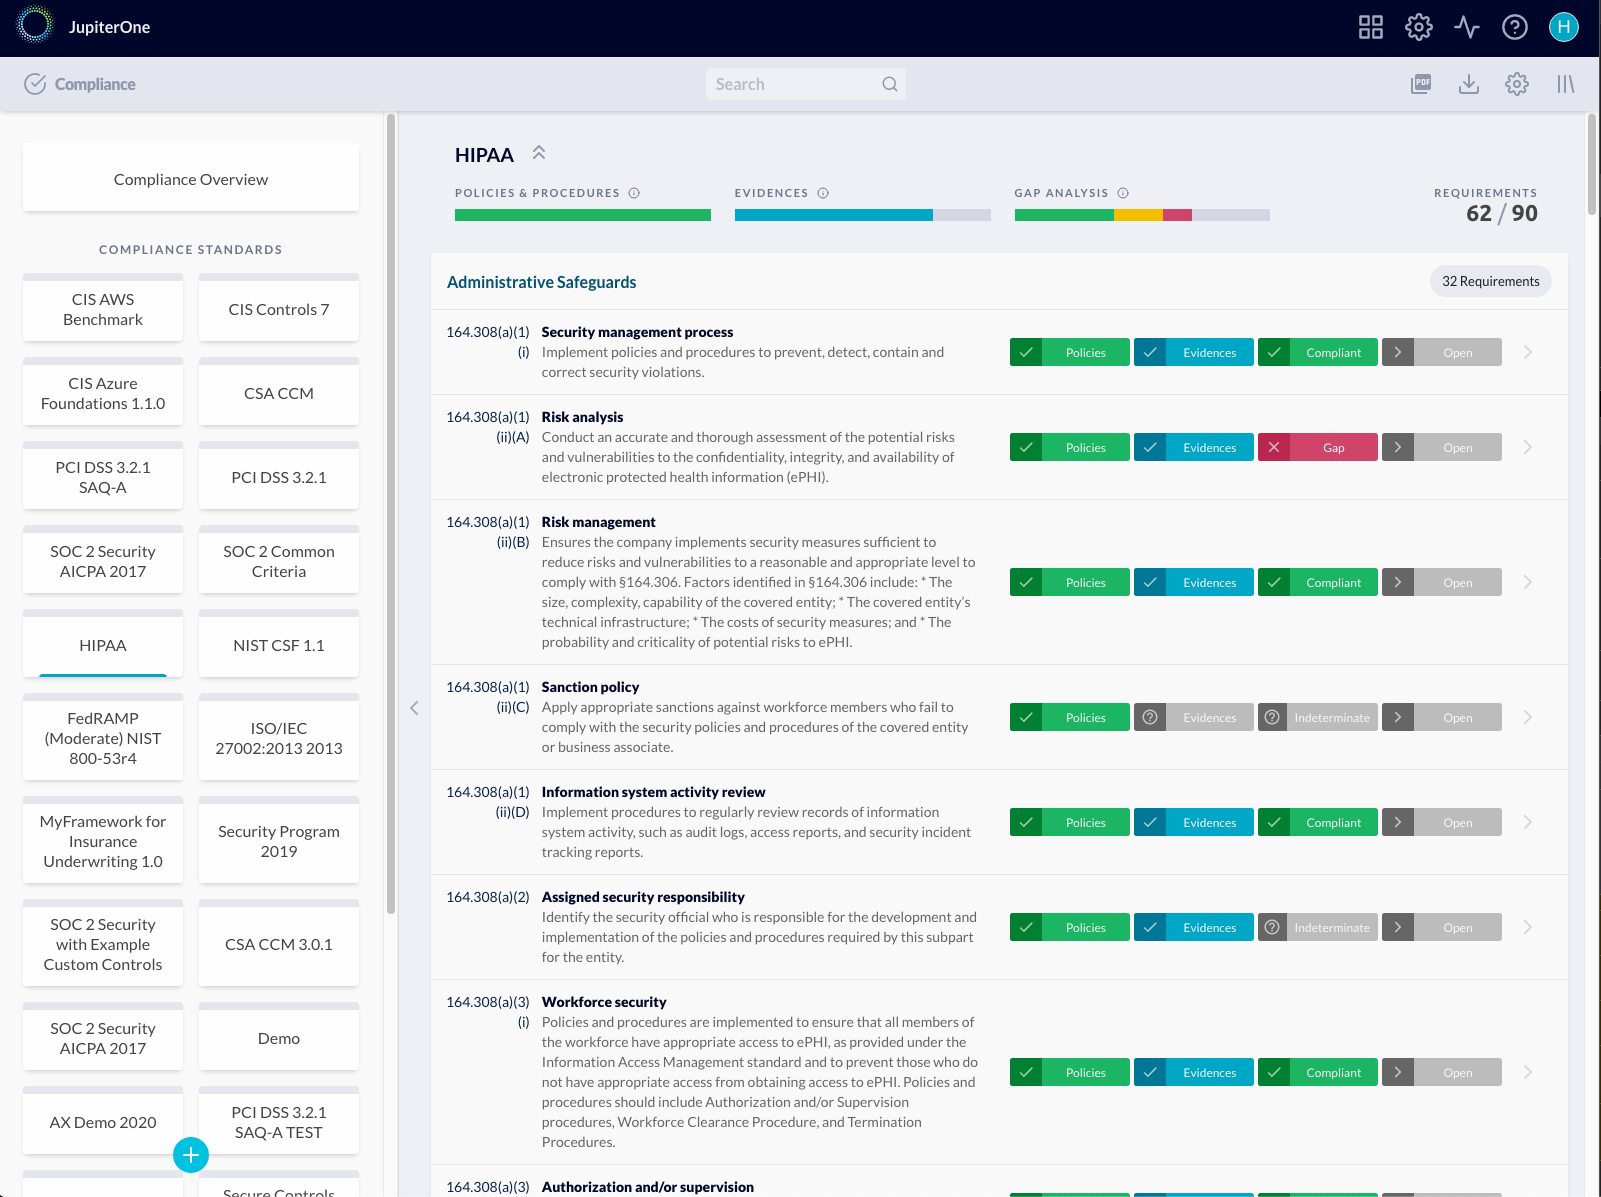 JupiterOne
H
Compliance
Search
PDF
Compliance Overview
COMPLIANCE STANDARDS
CIS AWS
Benchmark
CIS Controls 7
CIS Azure
Foundations 1.1.0
CSA CCM
PCI DSS 3.2.1
SAQ-A
PCI DSS 3.2.1
SOC 2 Security
AICPA 2017
SOC 2 Common
Criteria
HIPAA
NIST CSF 1.1
FedRAMP
(Moderate) NIST
800-53r4
ISO/IEC
27002:2013 2013
MyFramework for
Insurance
Underwriting 1.0
Security Program
2019
SOC 2 Security
with Example
Custom Controls
CSA CCM 3.0.1
SOC 2 Security
AICPA 2017
Demo
AX Demo 2020
PCI DSS 3.2.1
SAQ-A TEST
Secure Controls
HIPAA
POLICIES & PROCEDURES
EVIDENCES
GAP ANALYSIS
REQUIREMENTS
62 / 90
Administrative Safeguards
32 Requirements
164.308(a)(1) Security management process
(i) Implement policies and procedures to prevent, detect, contain and
correct security violations.
Policies Evidences Compliant Open
164.308(a)(1) Risk analysis
(ii)(A) Conduct an accurate and thorough assessment of the potential risks
and vulnerabilities to the confidentiality, integrity, and availability of
electronic protected health information (ePHI).
Policies Evidences Gap Open
164.308(a)(1) Risk management
(ii)(B) Ensures the company implements security measures sufficient to
reduce risks and vulnerabilities to a reasonable and appropriate level to
comply with §164.306. Factors identified in §164.306 include: * The
size, complexity, capability of the covered entity; * The covered entity's
technical infrastructure; * The costs of security measures; and * The
probability and criticality of potential risks to ePHI.
Policies Evidences Compliant Open
164.308(a)(1) Sanction policy
(ii)(C) Apply appropriate sanctions against workforce members who fail to
comply with the security policies and procedures of the covered entity
or business associate.
Policies Evidences Indeterminate Open
164.308(a)(1) Information system activity review
(ii)(D) Implement procedures to regularly review records of information
system activity, such as audit logs, access reports, and security incident
tracking reports.
Policies Evidences Compliant Open
164.308(a)(2) Assigned security responsibility
Identify the security official who is responsible for the development and
implementation of the policies and procedures required by this subpart
for the entity.
Policies Evidences Indeterminate Open
164.308(a)(3) Workforce security
(i) Policies and procedures are implemented to ensure that all members of
the workforce have appropriate access to ePHI, as provided under the
Information Access Management standard and to prevent those who do
not have appropriate access from obtaining access to ePHI. Policies and
procedures should include Authorization and/or Supervision
procedures, Workforce Clearance Procedure, and Termination
Procedures.
Policies Evidences Compliant Open
164.308(a)(3) Authorization and/or supervision